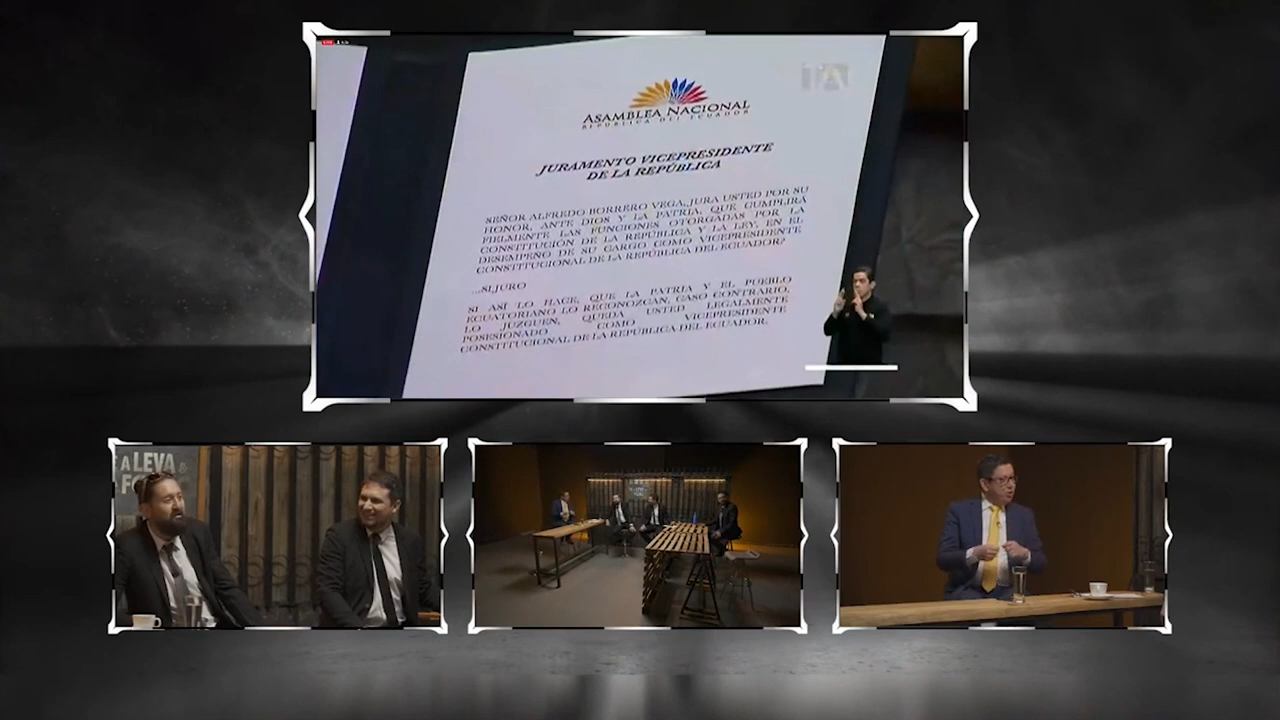 LIVE
ASAMBLEA NACIONAL
REPÚBLICA DEL ECUADOR
JURAMENTO VICEPRESIDENTE
DE LA REPÚBLICA
SEÑOR ALFREDO BORRERO VEGA, JURA USTED POR SU
HONOR, ANTE DIOS Y LA PATRIA, QUE CUMPLIRÁ
FIELMENTE LAS FUNCIONES OTORGADAS POR LA
CONSTITUCIÓN DE LA REPÚBLICA Y LA LEY, EN EL
DESEMPEÑO DE SU CARGO COMO VICEPRESIDENTE
CONSTITUCIONAL DE LA REPÚBLICA DEL ECUADOR?
...SI, JURO
SI ASÍ LO HACE, QUE LA PATRIA Y EL PUEBLO
ECUATORIANO LO RECONOZCAN, CASO CONTRARIO,
LO JUZGUEN, QUEDA USTED LEGALMENTE
POSESIONADO COMO VICEPRESIDENTE
CONSTITUCIONAL DE LA REPÚBLICA DEL ECUADOR.
A LEVA